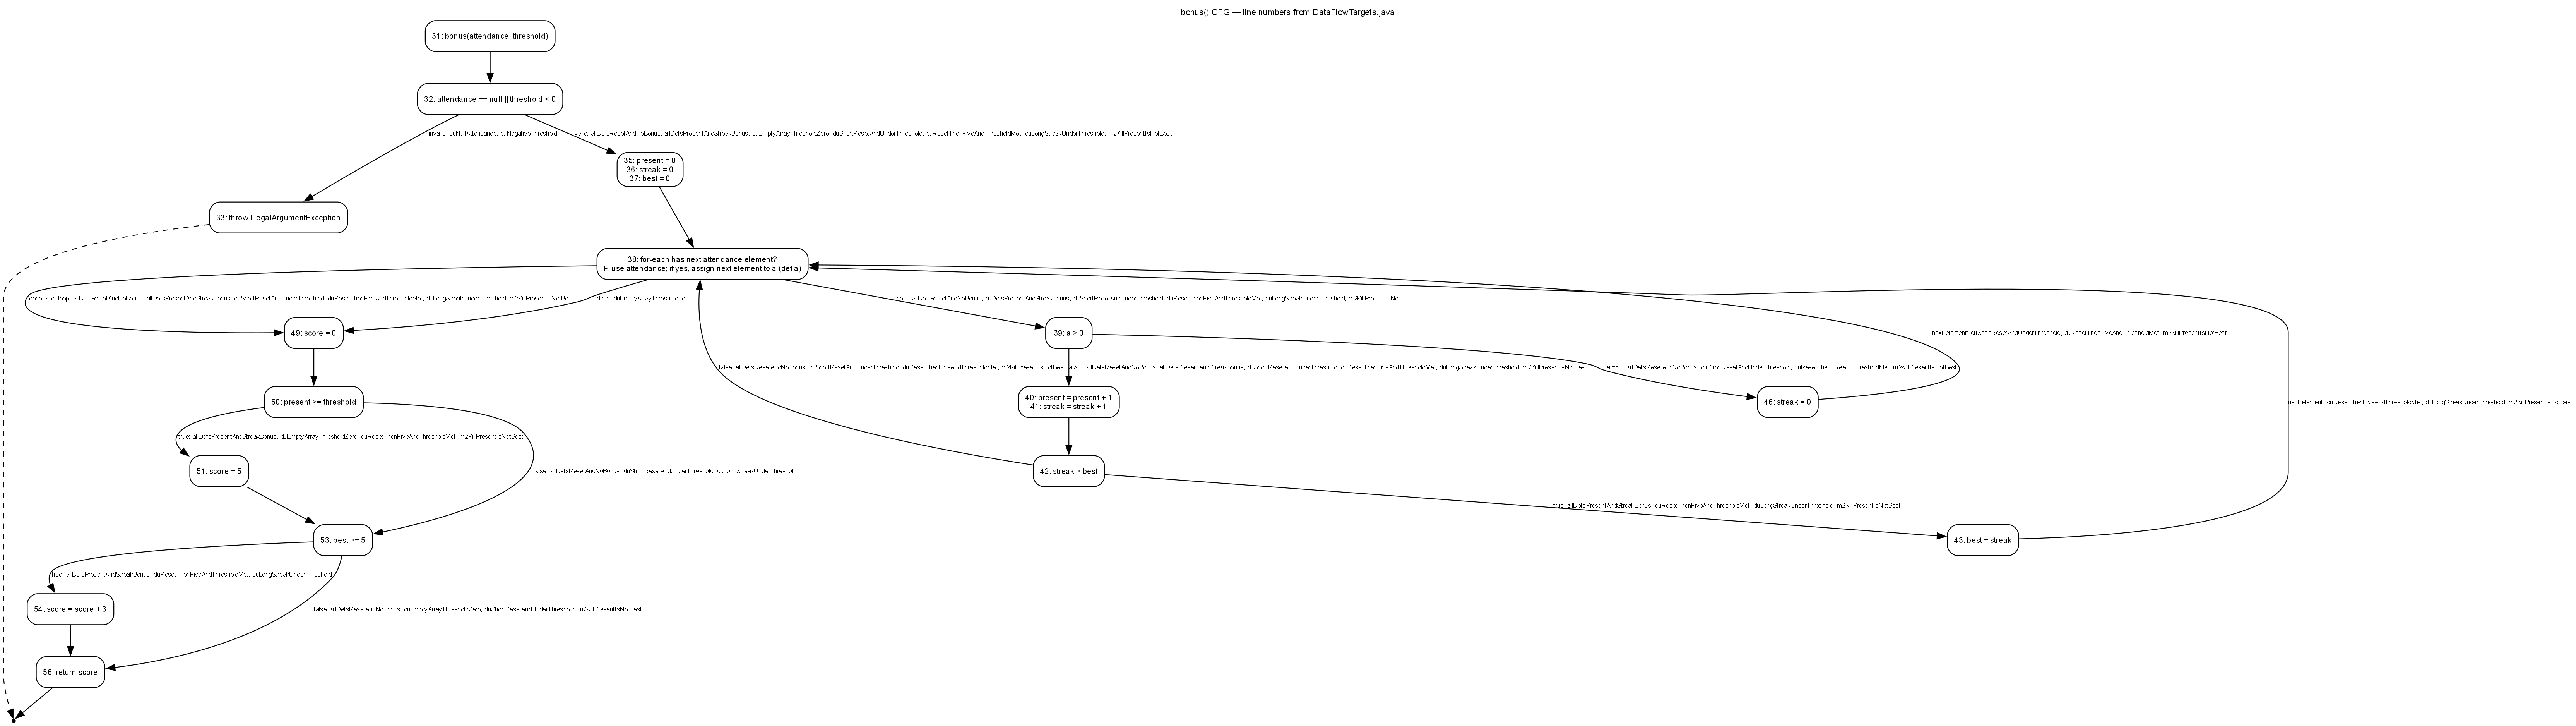 bonus() CFG — line numbers from DataFlowTargets.java
31: bonus(attendance, threshold)
32: attendance == null || threshold < 0
invalid: duNullAttendance, duNegativeThreshold
valid: allDefsResetAndNoBonus, allDefsPresentAndStreakBonus, duEmptyArrayThresholdZero, duShortResetAndUnderThreshold, duResetThenFiveAndThresholdMet, duLongStreakUnderThreshold, m2KillPresentIsNotBest
35: present = 0
36: streak = 0
37: best = 0
33: throw IllegalArgumentException
38: for-each has next attendance element?
P-use attendance; if yes, assign next element to a (def a)
done after loop: allDefsResetAndNoBonus, allDefsPresentAndStreakBonus, duShortResetAndUnderThreshold, duResetThenFiveAndThresholdMet, duLongStreakUnderThreshold, m2KillPresentIsNotBest
done: duEmptyArrayThresholdZero
next: allDefsResetAndNoBonus, allDefsPresentAndStreakBonus, duShortResetAndUnderThreshold, duResetThenFiveAndThresholdMet, duLongStreakUnderThreshold, m2KillPresentIsNotBest
49: score = 0
39: a > 0
next element: duShortResetAndUnderThreshold, duResetThenFiveAndThresholdMet, m2KillPresentIsNotBest
false: allDefsResetAndNoBonus, duShortResetAndUnderThreshold, duResetThenFiveAndThresholdMet, m2KillPresentIsNotBest
a > 0: allDefsResetAndNoBonus, allDefsPresentAndStreakBonus, duShortResetAndUnderThreshold, duResetThenFiveAndThresholdMet, duLongStreakUnderThreshold, m2KillPresentIsNotBest
a == 0: allDefsResetAndNoBonus, duShortResetAndUnderThreshold, duResetThenFiveAndThresholdMet, m2KillPresentIsNotBest
50: present >= threshold
40: present = present + 1
41: streak = streak + 1
46: streak = 0
next element: duResetThenFiveAndThresholdMet, duLongStreakUnderThreshold, m2KillPresentIsNotBest
true: allDefsPresentAndStreakBonus, duEmptyArrayThresholdZero, duResetThenFiveAndThresholdMet, m2KillPresentIsNotBest
51: score = 5
false: allDefsResetAndNoBonus, duShortResetAndUnderThreshold, duLongStreakUnderThreshold
42: streak > best
true: allDefsPresentAndStreakBonus, duResetThenFiveAndThresholdMet, duLongStreakUnderThreshold, m2KillPresentIsNotBest
53: best >= 5
43: best = streak
true: allDefsPresentAndStreakBonus, duResetThenFiveAndThresholdMet, duLongStreakUnderThreshold
54: score = score + 3
false: allDefsResetAndNoBonus, duEmptyArrayThresholdZero, duShortResetAndUnderThreshold, m2KillPresentIsNotBest
56: return score